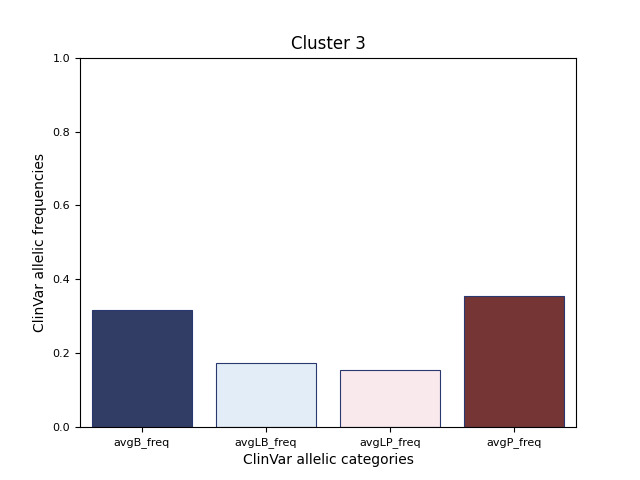 Cluster 3
1.0
0.8
0.6
0.4
0.2
0.0
ClinVar allelic frequencies
avgB_freq avgLB_freq avgLP_freq avgP_freq
ClinVar allelic categories